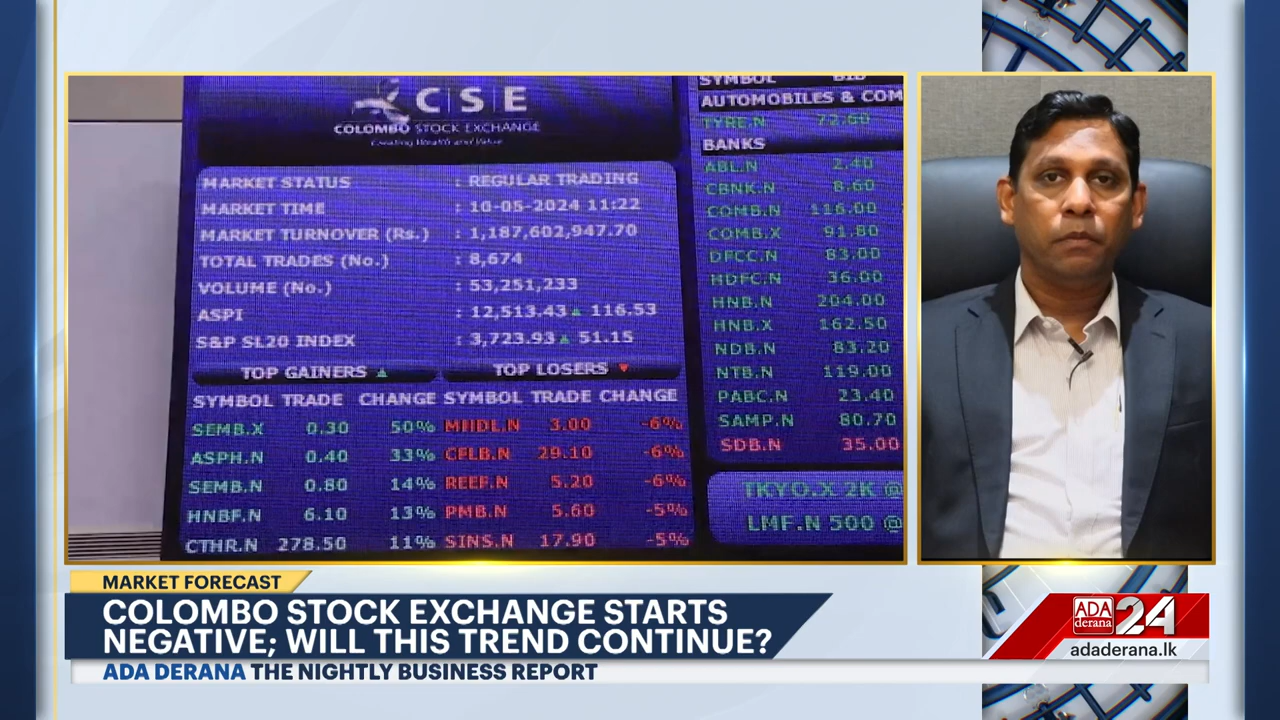 C|S|E
COLOMBO STOCK EXCHANGE
Creating Wealth and Value
MARKET STATUS : REGULAR TRADING
MARKET TIME : 10-05-2024 11:22
MARKET TURNOVER (Rs.) : 1,187,602,947.70
TOTAL TRADES (No.) : 8,674
VOLUME (No.) : 53,251,233
ASPI : 12,513.43 ▲ 116.53
S&P SL20 INDEX : 3,723.93 ▲ 51.15
TOP GAINERS ▲ TOP LOSERS ▼
SYMBOL TRADE CHANGE SYMBOL TRADE CHANGE
SEMB.X 0.30 50% MHDL.N 3.00 -6%
ASPH.N 0.40 33% CFLB.N 29.10 -6%
SEMB.N 0.80 14% REEF.N 5.20 -6%
HNBF.N 6.10 13% PMB.N 5.60 -5%
CTHR.N 278.50 11% SINS.N 17.90 -5%
SYMBOL BID
AUTOMOBILES & COM
TYRE.N 72.60
BANKS
ABL.N 2.40
CBNK.N 8.60
COMB.N 116.00
COMB.X 91.80
DFCC.N 83.00
HDFC.N 36.00
HNB.N 204.00
HNB.X 162.50
NDB.N 83.20
NTB.N 119.00
PABC.N 23.40
SAMP.N 80.70
SDB.N 35.00
TKYO.X 2K @
LMF.N 500 @
MARKET FORECAST
COLOMBO STOCK EXCHANGE STARTS
NEGATIVE; WILL THIS TREND CONTINUE?
ADA DERANA THE NIGHTLY BUSINESS REPORT
ADA
derana 24
adaderana.lk